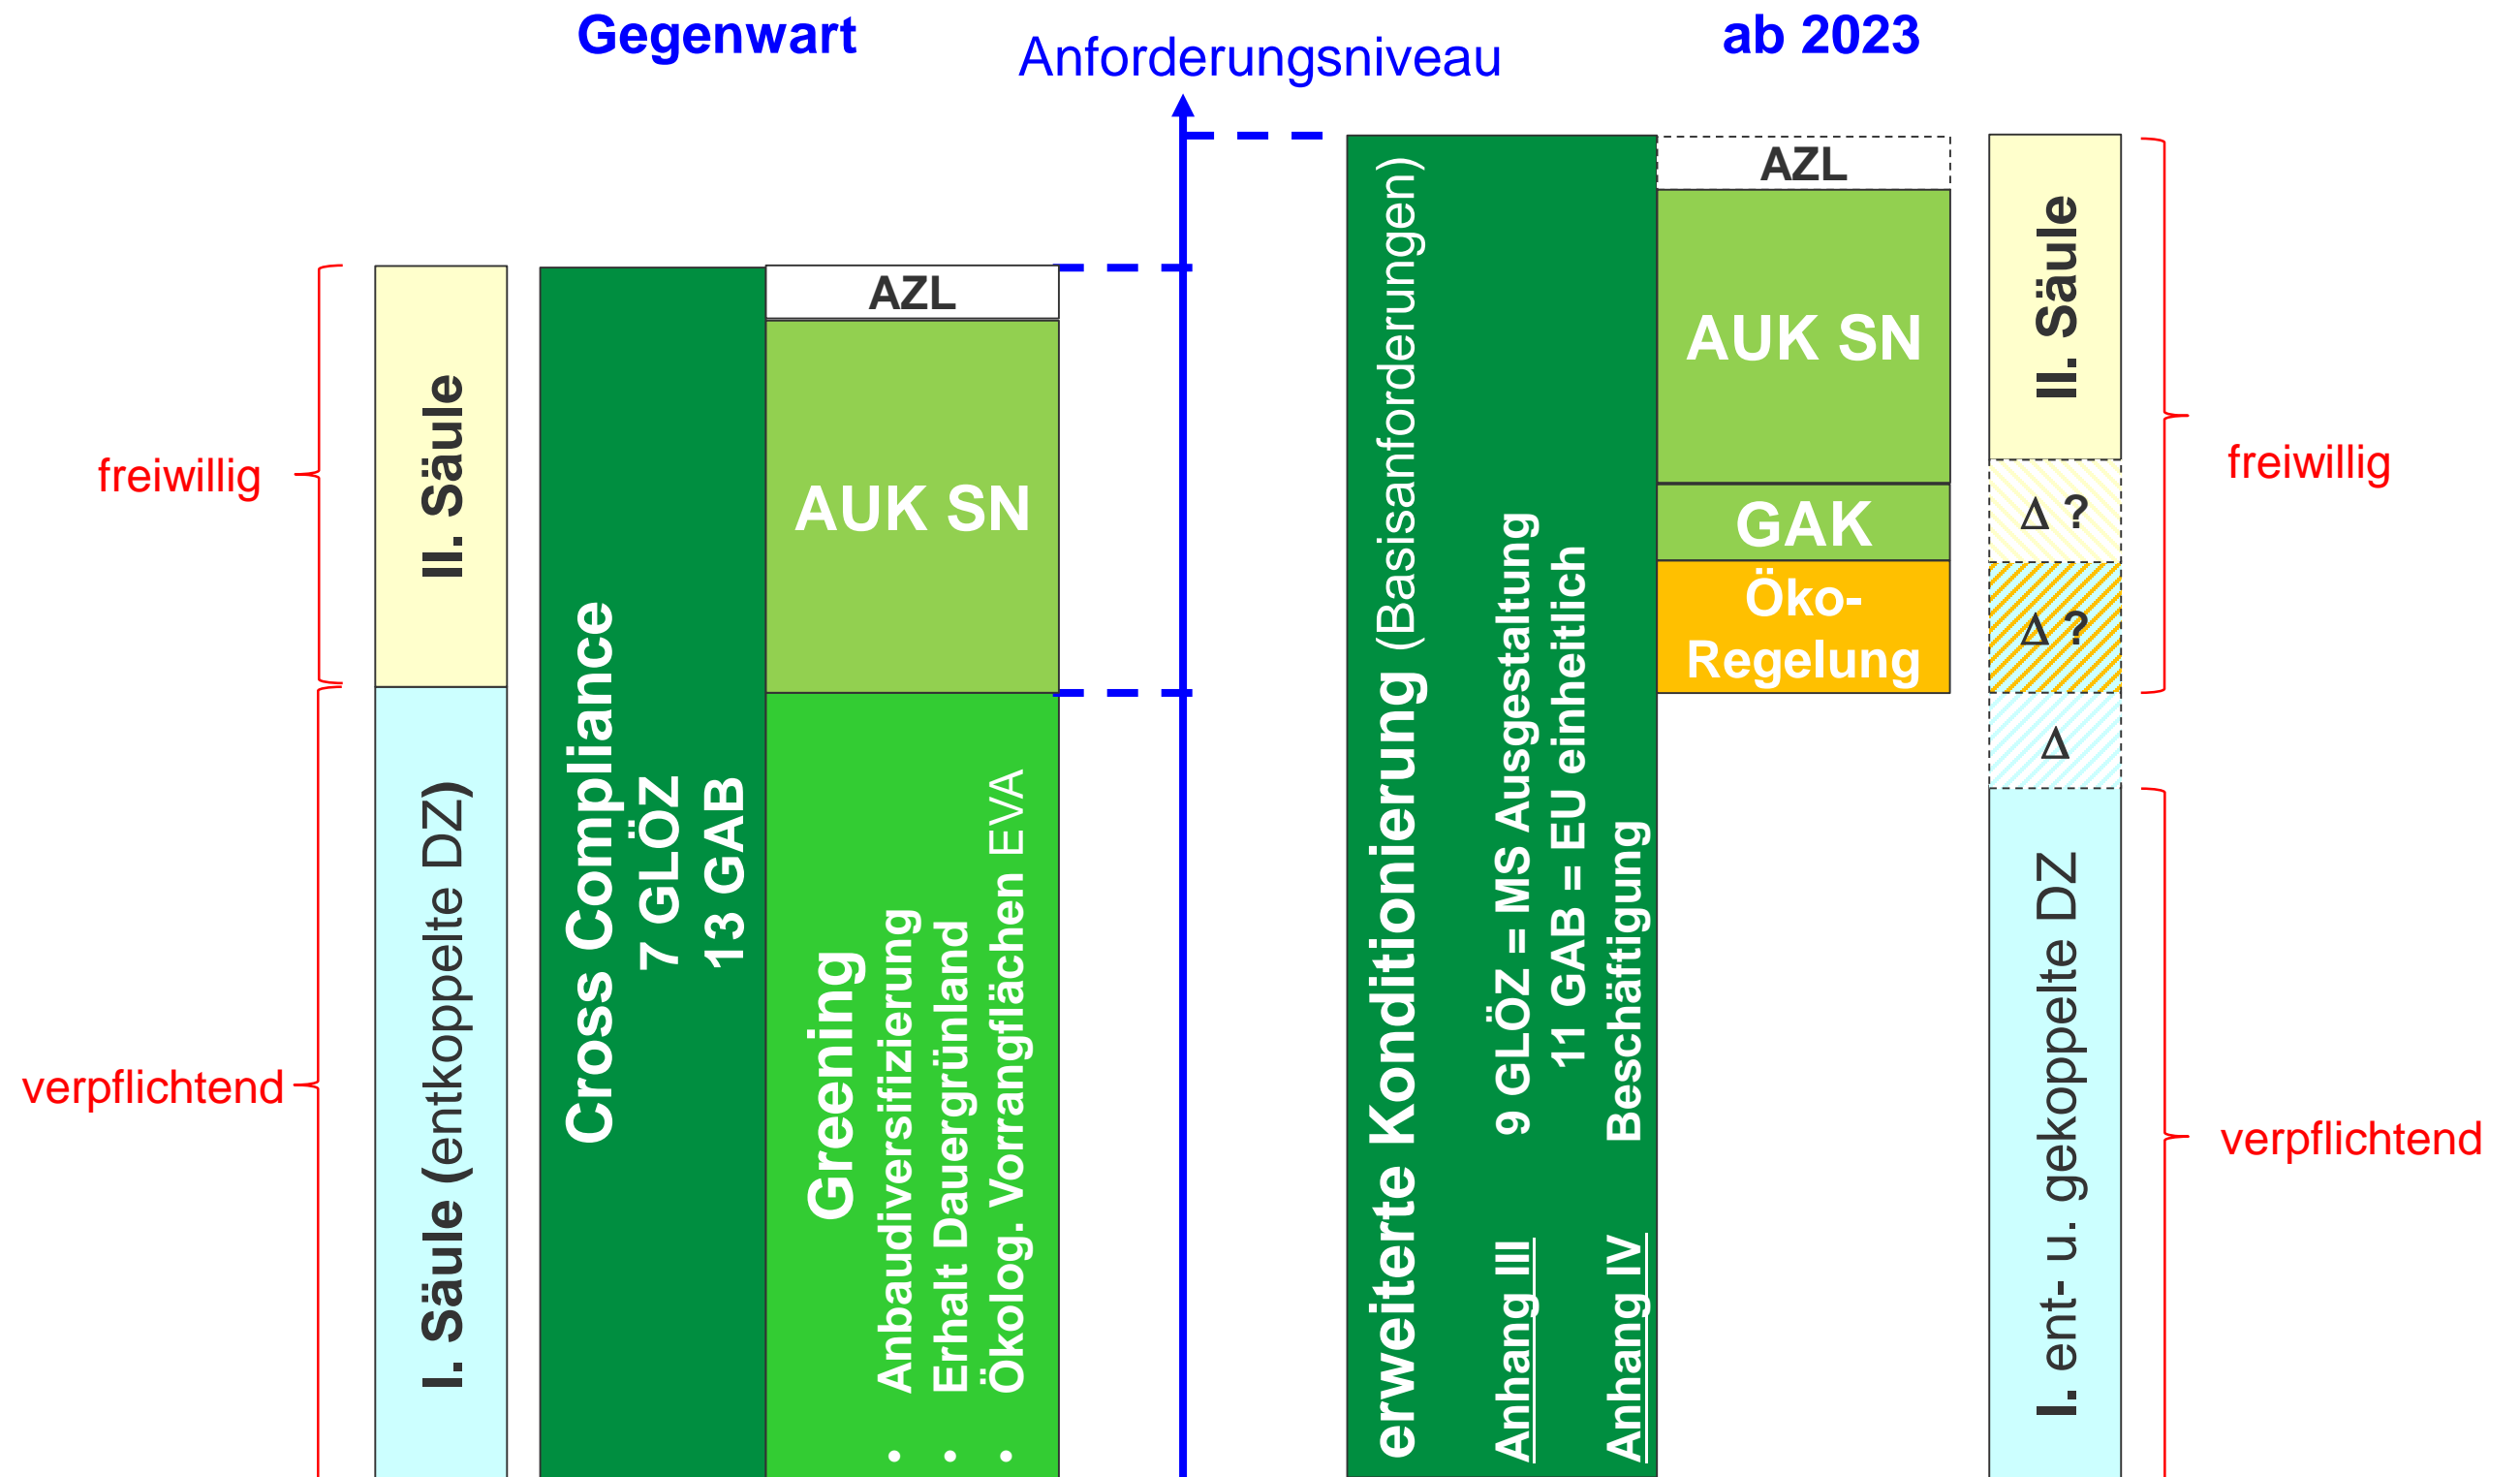 Gegenwart
Anforderungsniveau
ab 2023
freiwillig
verpflichtend
II. Säule
I. Säule (entkoppelte DZ)
Cross Compliance
7 GLÖZ
13 GAB
AZL
AUK SN
Greening
• Anbaudiversifizierung
• Erhalt Dauergrünland
• Ökolog. Vorrangflächen EVA
erweiterte Konditionierung (Basisanforderungen)
Anhang III 9 GLÖZ = MS Ausgestaltung
11 GAB = EU einheitlich
Anhang IV Beschäftigung
AZL
AUK SN
GAK
Öko-
Regelung
II. Säule
Δ ?
Δ ?
Δ
I. ent- u. gekoppelte DZ
freiwillig
verpflichtend